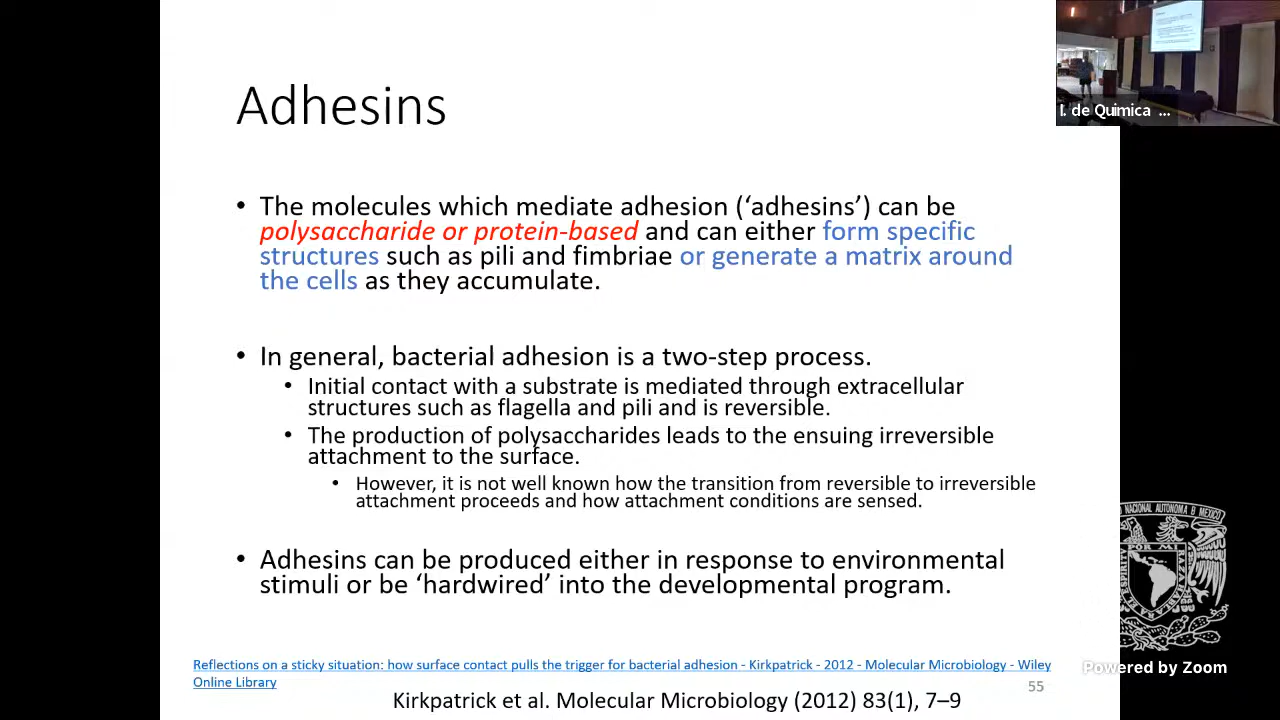 I. de Quimica ...
Adhesins
• The molecules which mediate adhesion (‘adhesins’) can be
polysaccharide or protein-based and can either form specific
structures such as pili and fimbriae or generate a matrix around
the cells as they accumulate.
• In general, bacterial adhesion is a two-step process.
• Initial contact with a substrate is mediated through extracellular
structures such as flagella and pili and is reversible.
• The production of polysaccharides leads to the ensuing irreversible
attachment to the surface.
• However, it is not well known how the transition from reversible to irreversible
attachment proceeds and how attachment conditions are sensed.
• Adhesins can be produced either in response to environmental
stimuli or be ‘hardwired’ into the developmental program.
Reflections on a sticky situation: how surface contact pulls the trigger for bacterial adhesion - Kirkpatrick - 2012 - Molecular Microbiology - Wiley
Online Library
55
Kirkpatrick et al. Molecular Microbiology (2012) 83(1), 7–9
NACIONAL AUTONOMA
MEXICO
POR MI
Powered by Zoom